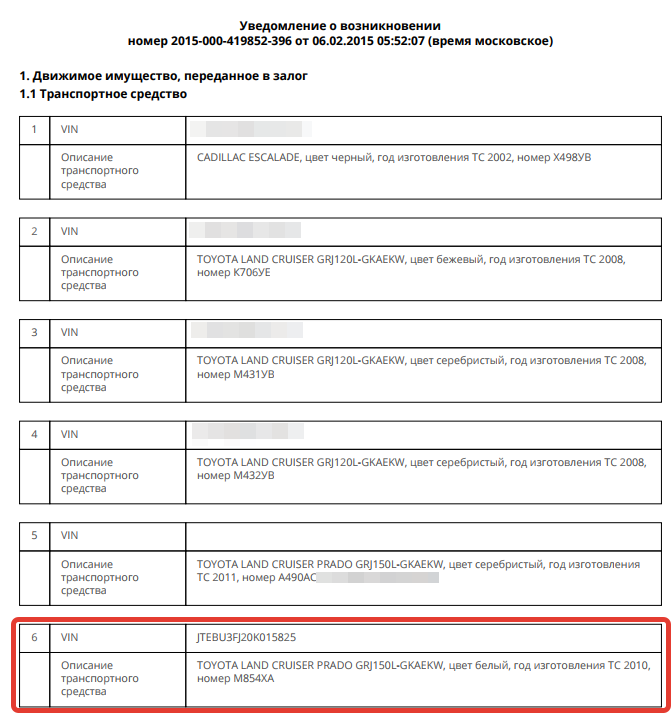 Уведомление о возникновении
номер 2015-000-419852-396 от 06.02.2015 05:52:07 (время московское)
1. Движимое имущество, переданное в залог
1.1 Транспортное средство
1 VIN
Описание транспортного средства CADILLAC ESCALADE, цвет черный, год изготовления ТС 2002, номер Х498УВ
2 VIN
Описание транспортного средства TOYOTA LAND CRUISER GRJ120L-GKAEKW, цвет бежевый, год изготовления ТС 2008, номер К706УЕ
3 VIN
Описание транспортного средства TOYOTA LAND CRUISER GRJ120L-GKAEKW, цвет серебристый, год изготовления ТС 2008, номер М431УВ
4 VIN
Описание транспортного средства TOYOTA LAND CRUISER GRJ120L-GKAEKW, цвет серебристый, год изготовления ТС 2008, номер М432УВ
5 VIN
Описание транспортного средства TOYOTA LAND CRUISER PRADO GRJ150L-GKAEKW, цвет серебристый, год изготовления ТС 2011, номер А490АС
6 VIN JTEBU3FJ20K015825
Описание транспортного средства TOYOTA LAND CRUISER PRADO GRJ150L-GKAEKW, цвет белый, год изготовления ТС 2010, номер М854ХА